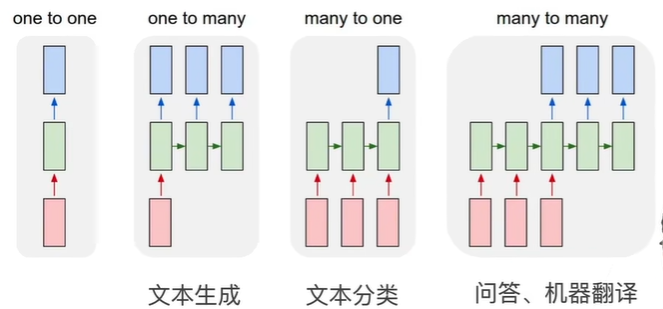 one to one
one to many
many to one
many to many
文本生成
文本分类
问答、机器翻译